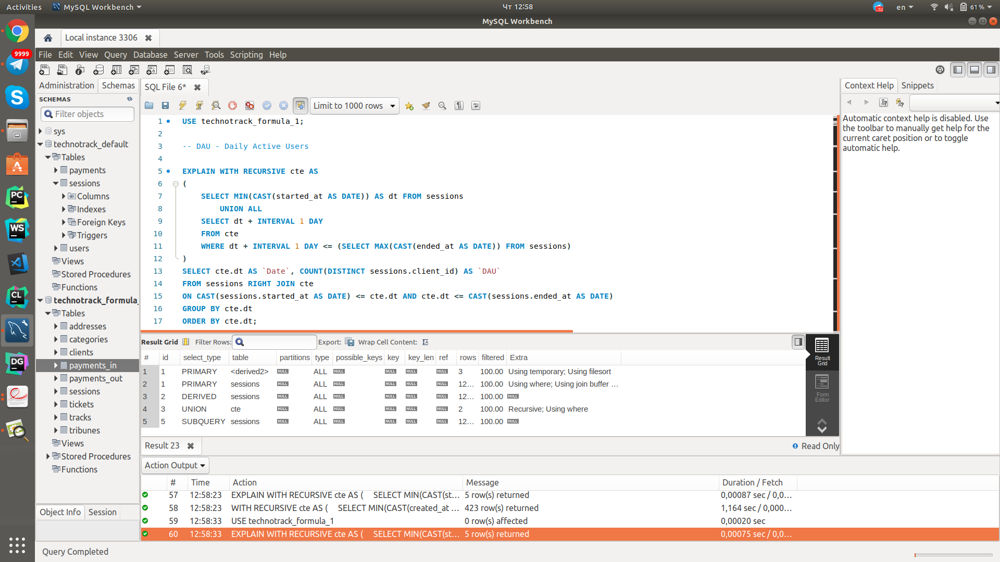 Activities MySQL Workbench Чт 12:58 52 en 61 %
MySQL Workbench
Local instance 3306
File Edit View Query Database Server Tools Scripting Help
9999
Administration Schemas
SQL File 6*
Context Help Snippets
SCHEMAS
Filter objects
Limit to 1000 rows
sys
technotrack_default
Tables
payments
sessions
Columns
Indexes
Foreign Keys
Triggers
users
Views
Stored Procedures
Functions
technotrack_formula_
Tables
addresses
categories
clients
payments_in
payments_out
sessions
tickets
tracks
tribunes
Views
Stored Procedures
Functions
Object Info Session
1 USE technotrack_formula_1;
2
3 -- DAU - Daily Active Users
4
5 EXPLAIN WITH RECURSIVE cte AS
6 (
7 SELECT MIN(CAST(started_at AS DATE)) AS dt FROM sessions
8 UNION ALL
9 SELECT dt + INTERVAL 1 DAY
10 FROM cte
11 WHERE dt + INTERVAL 1 DAY <= (SELECT MAX(CAST(ended_at AS DATE)) FROM sessions)
12 )
13 SELECT cte.dt AS `Date`, COUNT(DISTINCT sessions.client_id) AS `DAU`
14 FROM sessions RIGHT JOIN cte
15 ON CAST(sessions.started_at AS DATE) <= cte.dt AND cte.dt <= CAST(sessions.ended_at AS DATE)
16 GROUP BY cte.dt
17 ORDER BY cte.dt;
Automatic context help is disabled. Use
the toolbar to manually get help for the
current caret position or to toggle
automatic help.
Result Grid Filter Rows: Export: Wrap Cell Content:
# id select_type table partitions type possible_keys key key_len ref rows filtered Extra
1 1 PRIMARY <derived2> NULL ALL NULL NULL NULL NULL 3 100.00 Using temporary; Using filesort
2 1 PRIMARY sessions NULL ALL NULL NULL NULL NULL 12… 100.00 Using where; Using join buffer …
3 2 DERIVED sessions NULL ALL NULL NULL NULL NULL 12… 100.00 NULL
4 3 UNION cte NULL ALL NULL NULL NULL NULL 2 100.00 Recursive; Using where
5 5 SUBQUERY sessions NULL ALL NULL NULL NULL NULL 12… 100.00 NULL
Result
Grid
Form
Editor
Result 23
Read Only
Action Output
# Time Action Message Duration / Fetch
57 12:58:23 EXPLAIN WITH RECURSIVE cte AS ( SELECT MIN(CAST(st… 5 row(s) returned 0,00087 sec / 0,0…
58 12:58:23 WITH RECURSIVE cte AS ( SELECT MIN(CAST(created_at … 423 row(s) returned 1,164 sec / 0,000…
59 12:58:33 USE technotrack_formula_1 0 row(s) affected 0,00020 sec
60 12:58:33 EXPLAIN WITH RECURSIVE cte AS ( SELECT MIN(CAST(st… 5 row(s) returned 0,00075 sec / 0,0…
Query Completed
PC
WS
CL
DG